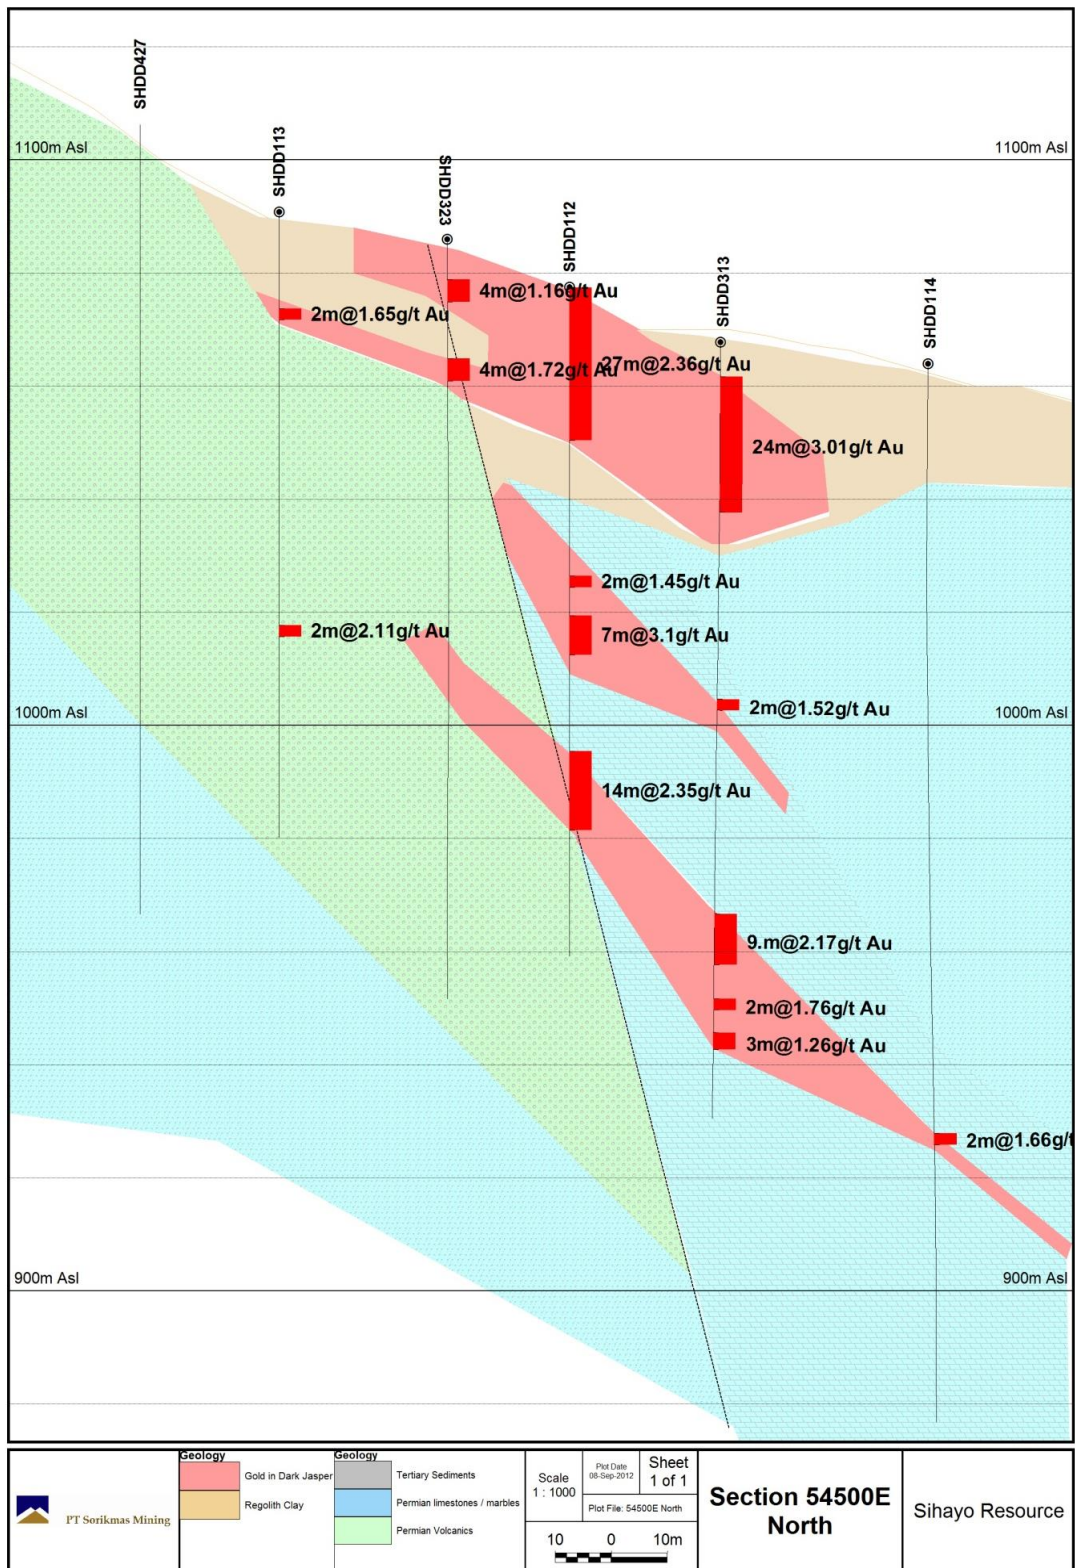 SHDD427
SHDD113
SHDD323
SHDD112
SHDD313
SHDD114
1100m Asl
1100m Asl
4m@1.16g/t Au
2m@1.65g/t Au
27m@2.36g/t Au
4m@1.72g/t Au
24m@3.01g/t Au
2m@1.45g/t Au
2m@2.11g/t Au
7m@3.1g/t Au
1000m Asl
1000m Asl
2m@1.52g/t Au
14m@2.35g/t Au
9.m@2.17g/t Au
2m@1.76g/t Au
3m@1.26g/t Au
2m@1.66g/t
900m Asl
900m Asl
PT Sorikmas Mining
Geology
Gold in Dark Jasper
Regolith Clay
Geology
Tertiary Sediments
Permian limestones / marbles
Permian Volcanics
Scale
1 : 1000
Plot Date
08-Sep-2012
Sheet
1 of 1
Plot File: 54500E North
10 0 10m
Section 54500E
North
Sihayo Resource